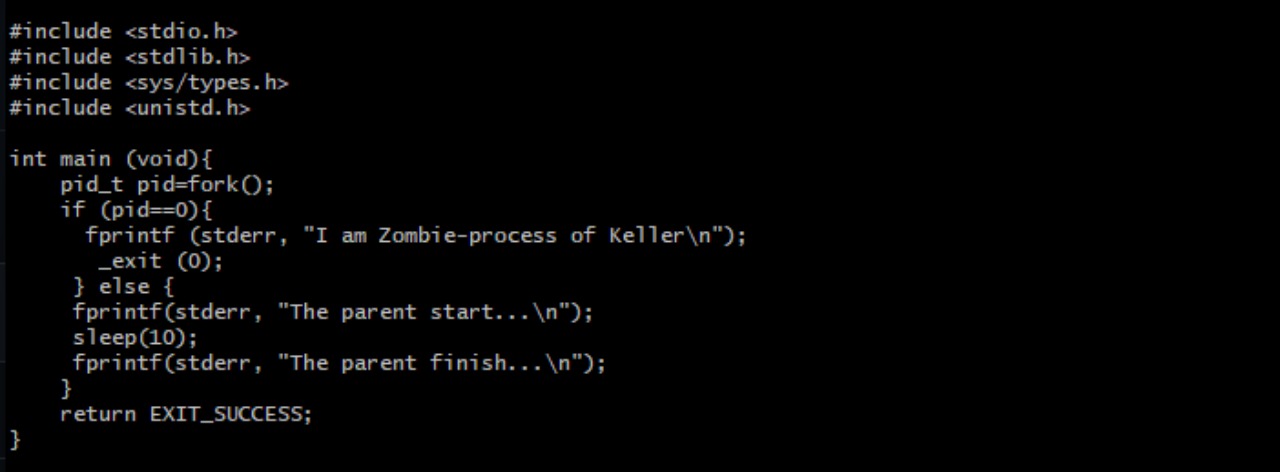 #include <stdio.h>
#include <stdlib.h>
#include <sys/types.h>
#include <unistd.h>

int main (void){
    pid_t pid=fork();
    if (pid==0){
      fprintf (stderr, "I am Zombie-process of Keller\n");
       _exit (0);
     } else {
     fprintf(stderr, "The parent start...\n");
     sleep(10);
     fprintf(stderr, "The parent finish...\n");
    }
    return EXIT_SUCCESS;
}